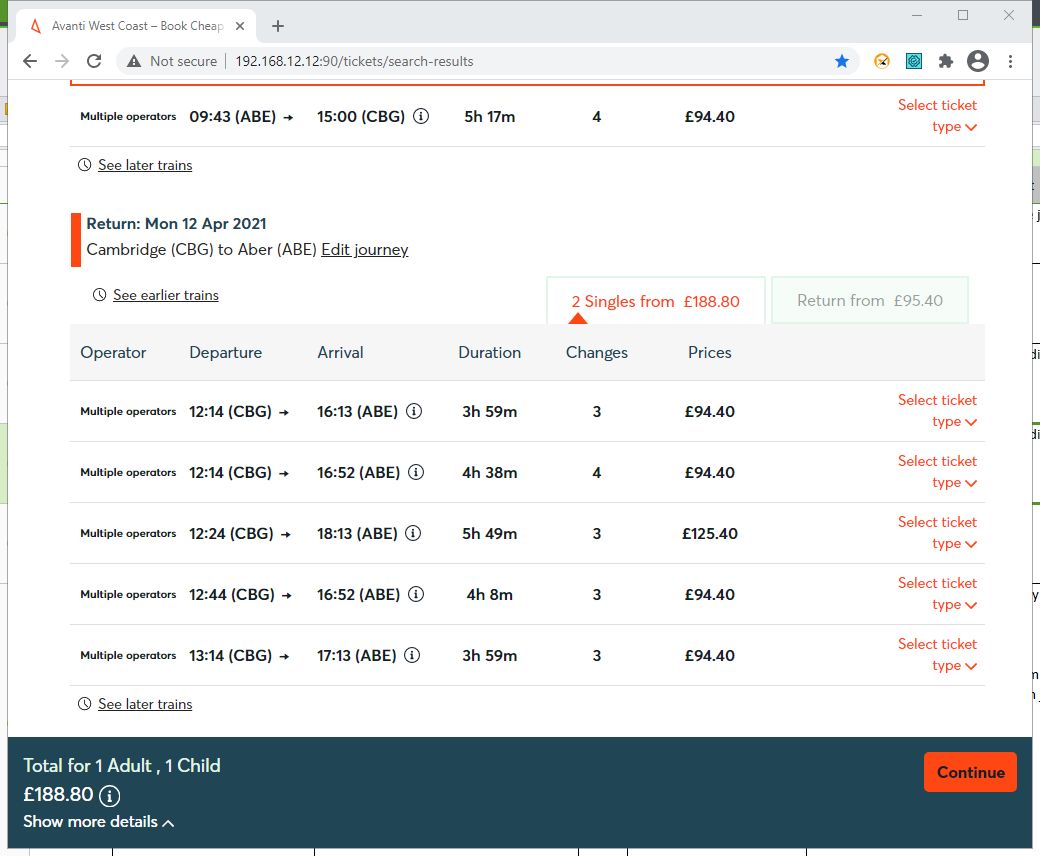 Avanti West Coast – Book Cheap
Not secure 192.168.12.12:90/tickets/search-results
Multiple operators 09:43 (ABE) → 15:00 (CBG) 5h 17m 4 £94.40 Select ticket type
See later trains
Return: Mon 12 Apr 2021
Cambridge (CBG) to Aber (ABE) Edit journey
See earlier trains
2 Singles from £188.80 Return from £95.40
Operator Departure Arrival Duration Changes Prices
Multiple operators 12:14 (CBG) → 16:13 (ABE) 3h 59m 3 £94.40 Select ticket type
Multiple operators 12:14 (CBG) → 16:52 (ABE) 4h 38m 4 £94.40 Select ticket type
Multiple operators 12:24 (CBG) → 18:13 (ABE) 5h 49m 3 £125.40 Select ticket type
Multiple operators 12:44 (CBG) → 16:52 (ABE) 4h 8m 3 £94.40 Select ticket type
Multiple operators 13:14 (CBG) → 17:13 (ABE) 3h 59m 3 £94.40 Select ticket type
See later trains
Total for 1 Adult , 1 Child
£188.80
Show more details
Continue